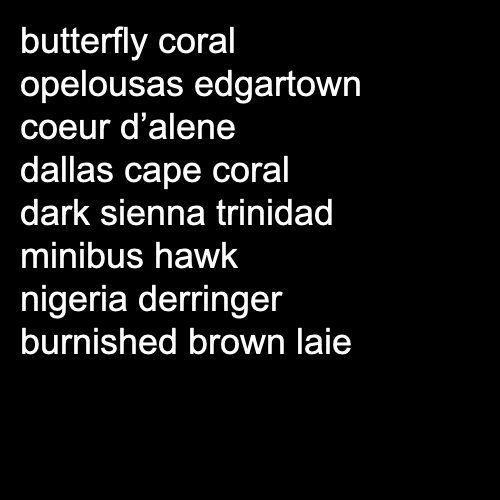 butterfly coral
opelousas edgartown
coeur d’alene
dallas cape coral
dark sienna trinidad
minibus hawk
nigeria derringer
burnished brown laie